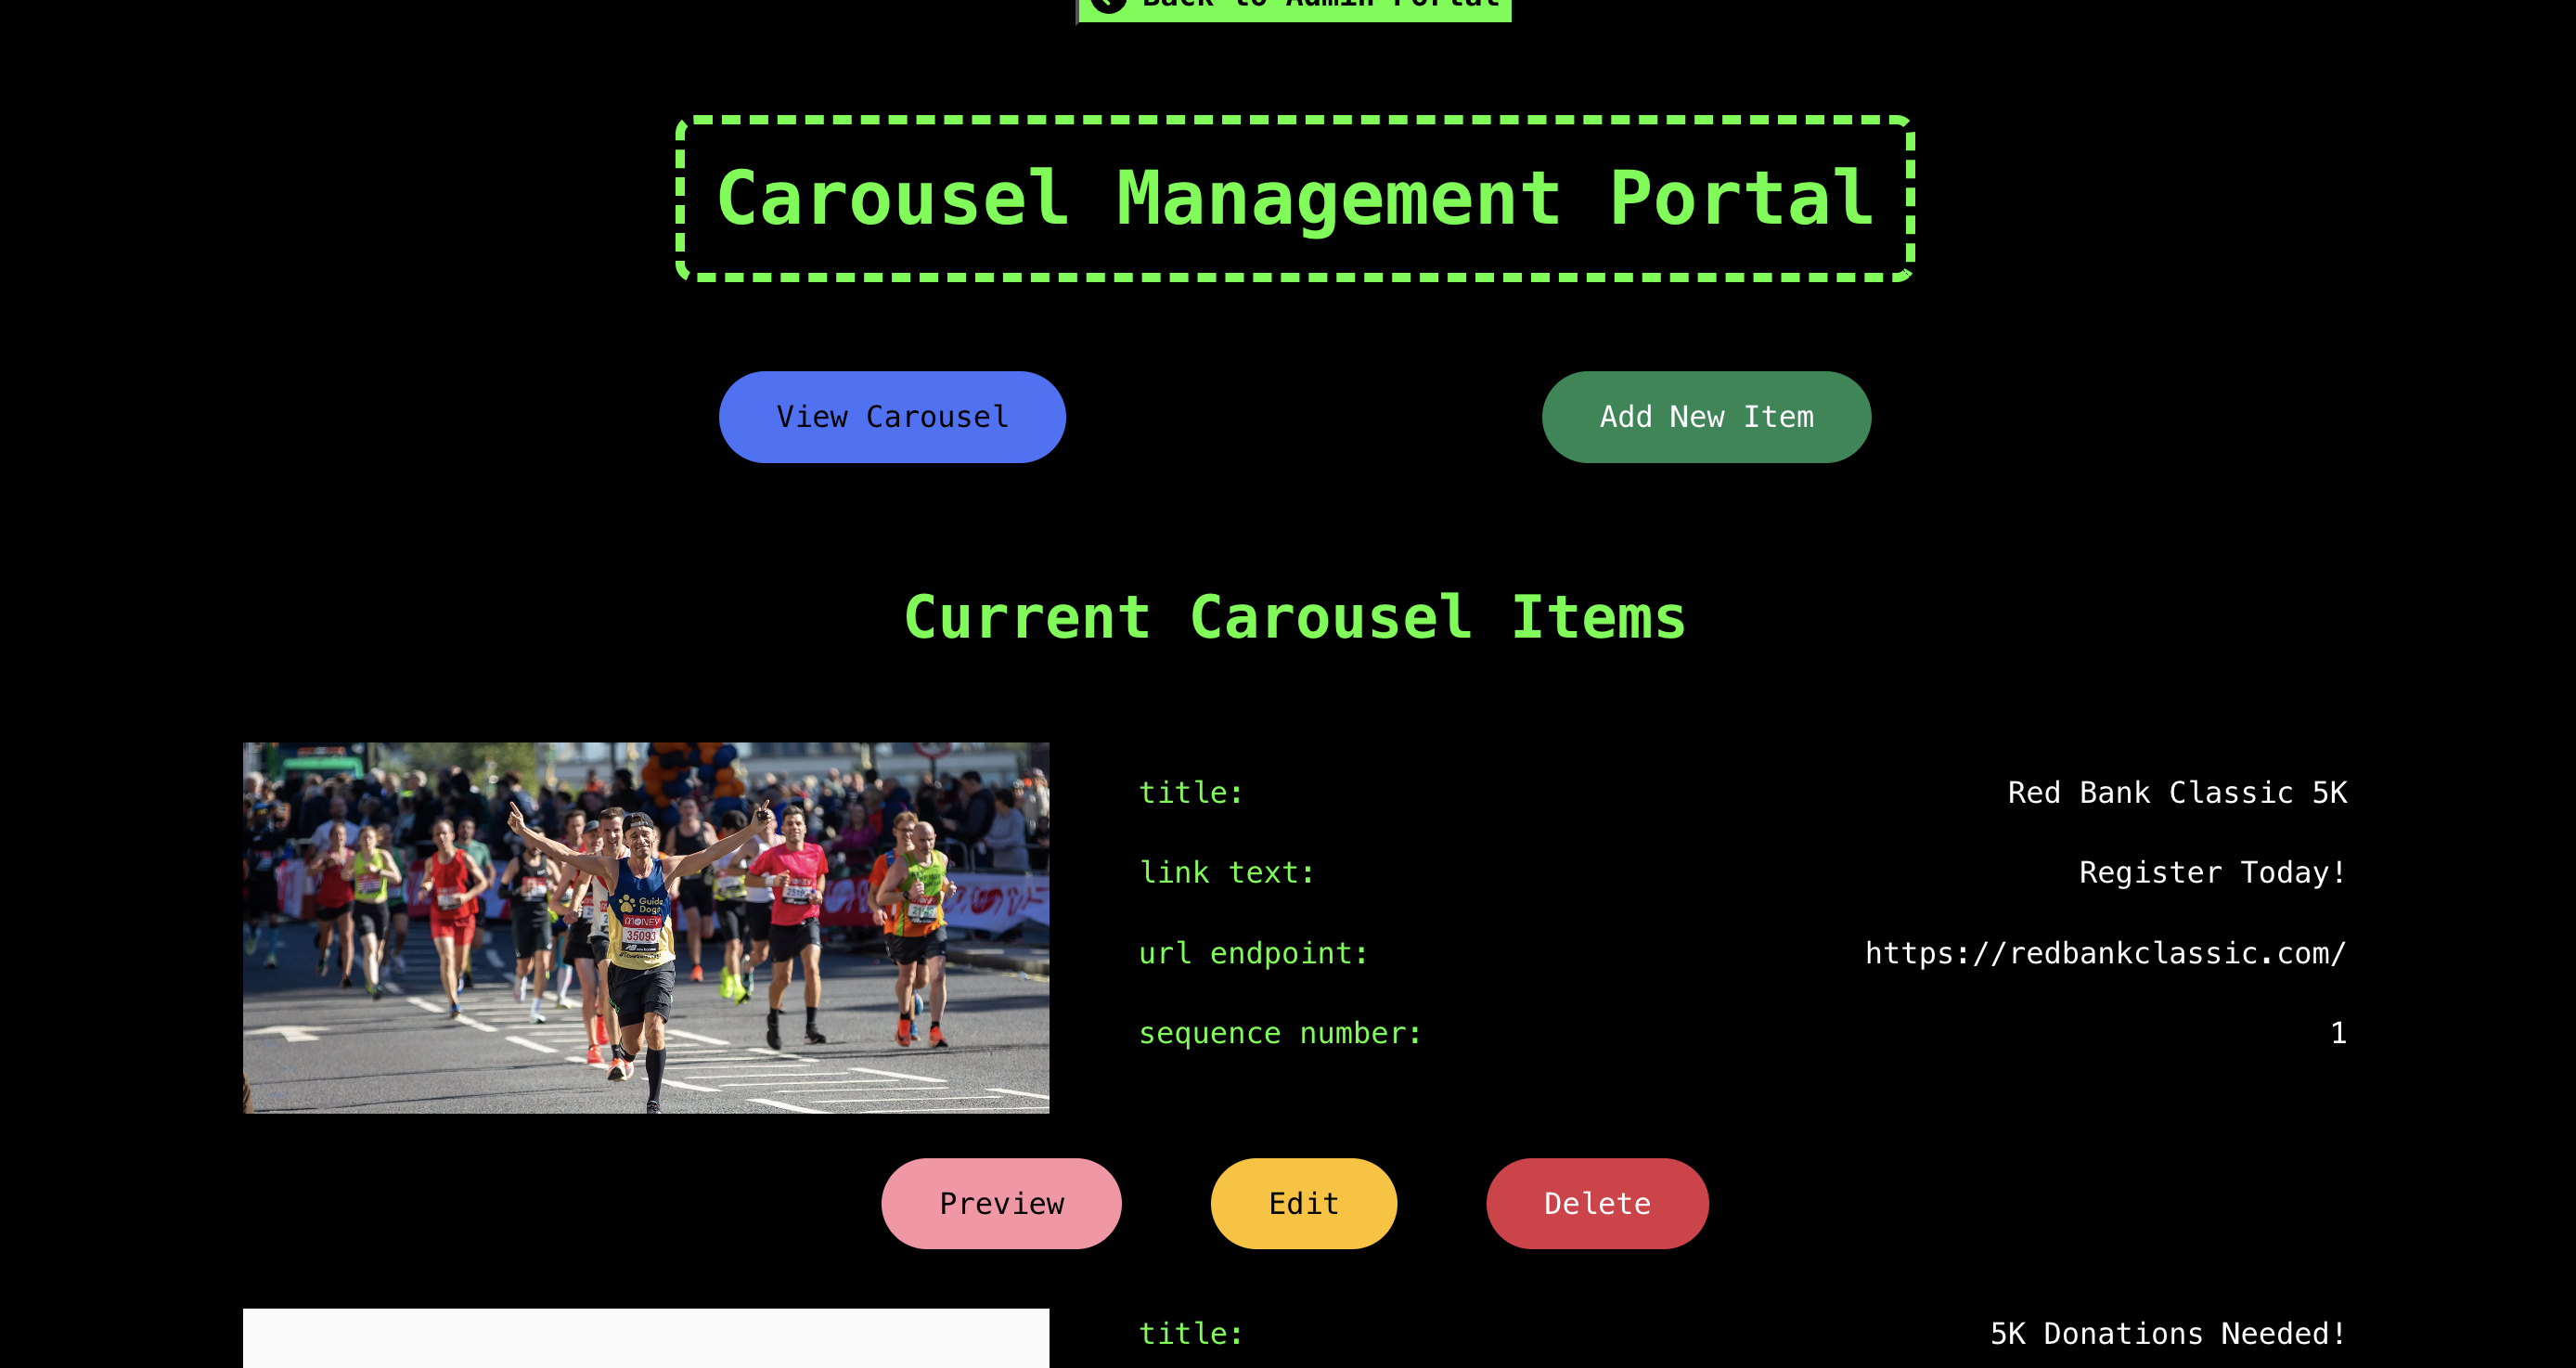 Back to Admin Portal
Carousel Management Portal
View Carousel
Add New Item
Current Carousel Items
title: Red Bank Classic 5K
link text: Register Today!
url endpoint: https://redbankclassic.com/
sequence number: 1
Guide
Dogs
MONEY
35093
Preview
Edit
Delete
title: 5K Donations Needed!